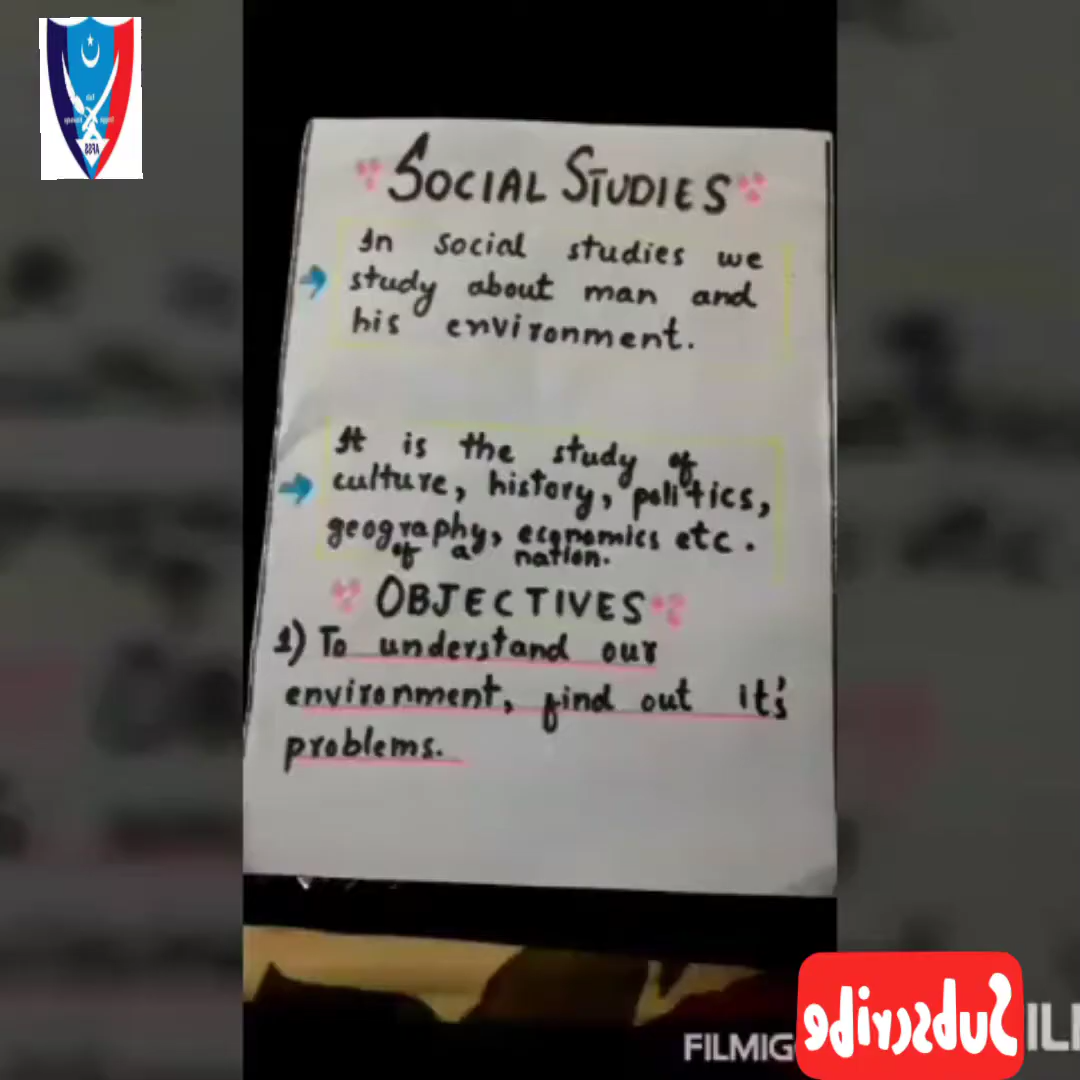 SOCIAL STUDIES
In social studies we
study about man and
his environment.
It is the study of
culture, history, politics,
geography, economics etc.
of a nation.
OBJECTIVES
1) To understand our
environment, find out it's
problems.
Subscribe
FILMIG